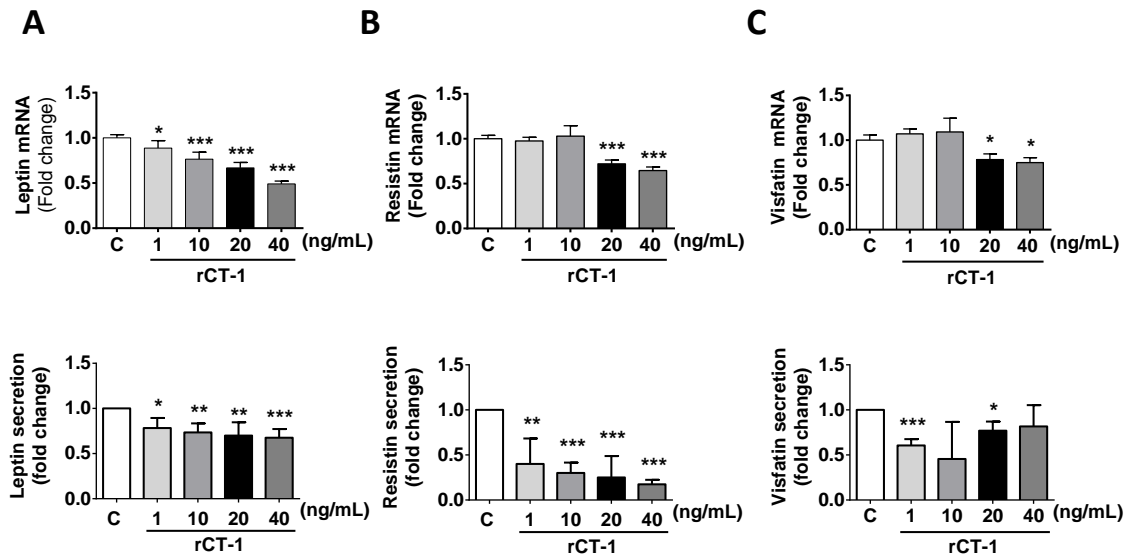 A
B
C
Leptin mRNA
(Fold change)
1.5
1.0
0.5
0.0
* *** *** ***
C 1 10 20 40 (ng/mL)
rCT-1
Resistin mRNA
(Fold change)
1.5
1.0
0.5
0.0
*** ***
C 1 10 20 40 (ng/mL)
rCT-1
Visfatin mRNA
(Fold change)
1.5
1.0
0.5
0.0
* *
C 1 10 20 40 (ng/mL)
rCT-1
Leptin secretion
(fold change)
1.5
1.0
0.5
0.0
* ** ** ***
C 1 10 20 40 (ng/mL)
rCT-1
Resistin secretion
(fold change)
1.5
1.0
0.5
0.0
** *** *** ***
C 1 10 20 40 (ng/mL)
rCT-1
Visfatin secretion
(fold change)
1.5
1.0
0.5
0.0
*** *
C 1 10 20 40 (ng/mL)
rCT-1